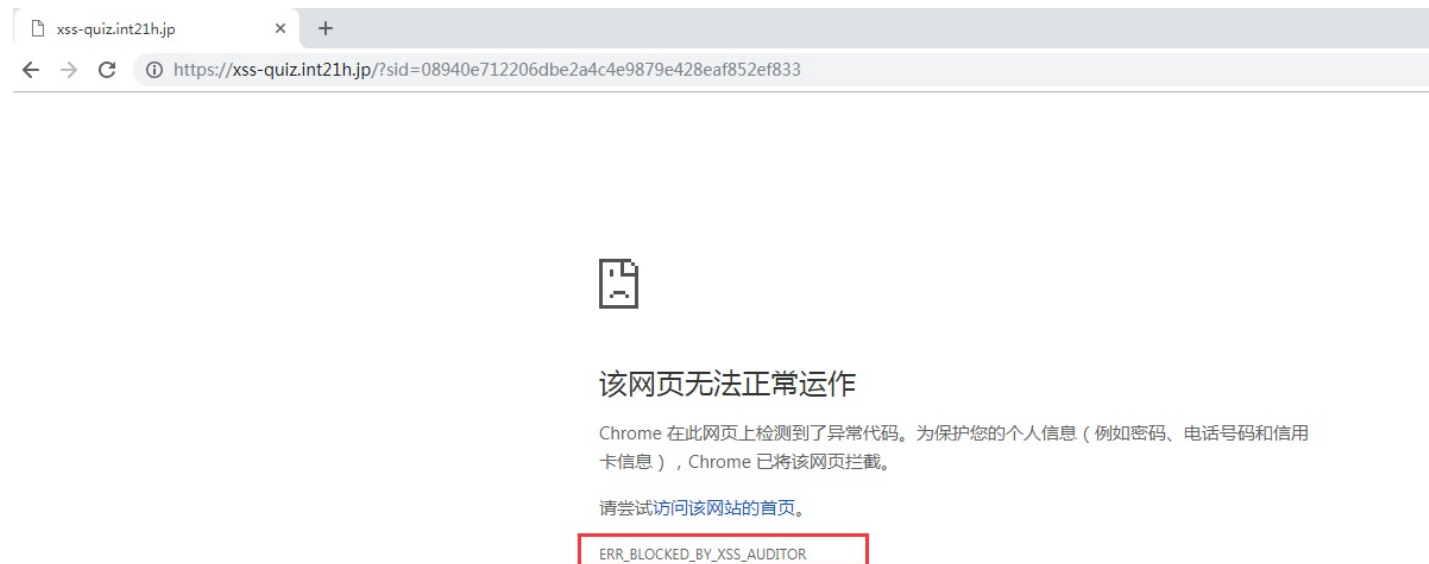 xss-quiz.int21h.jp
https://xss-quiz.int21h.jp/?sid=08940e712206dbe2a4c4e9879e428eaf852ef833
该网页无法正常运作
Chrome 在此网页上检测到了异常代码。为保护您的个人信息（例如密码、电话号码和信用
卡信息），Chrome 已将该网页拦截。
请尝试访问该网站的首页。
ERR_BLOCKED_BY_XSS_AUDITOR